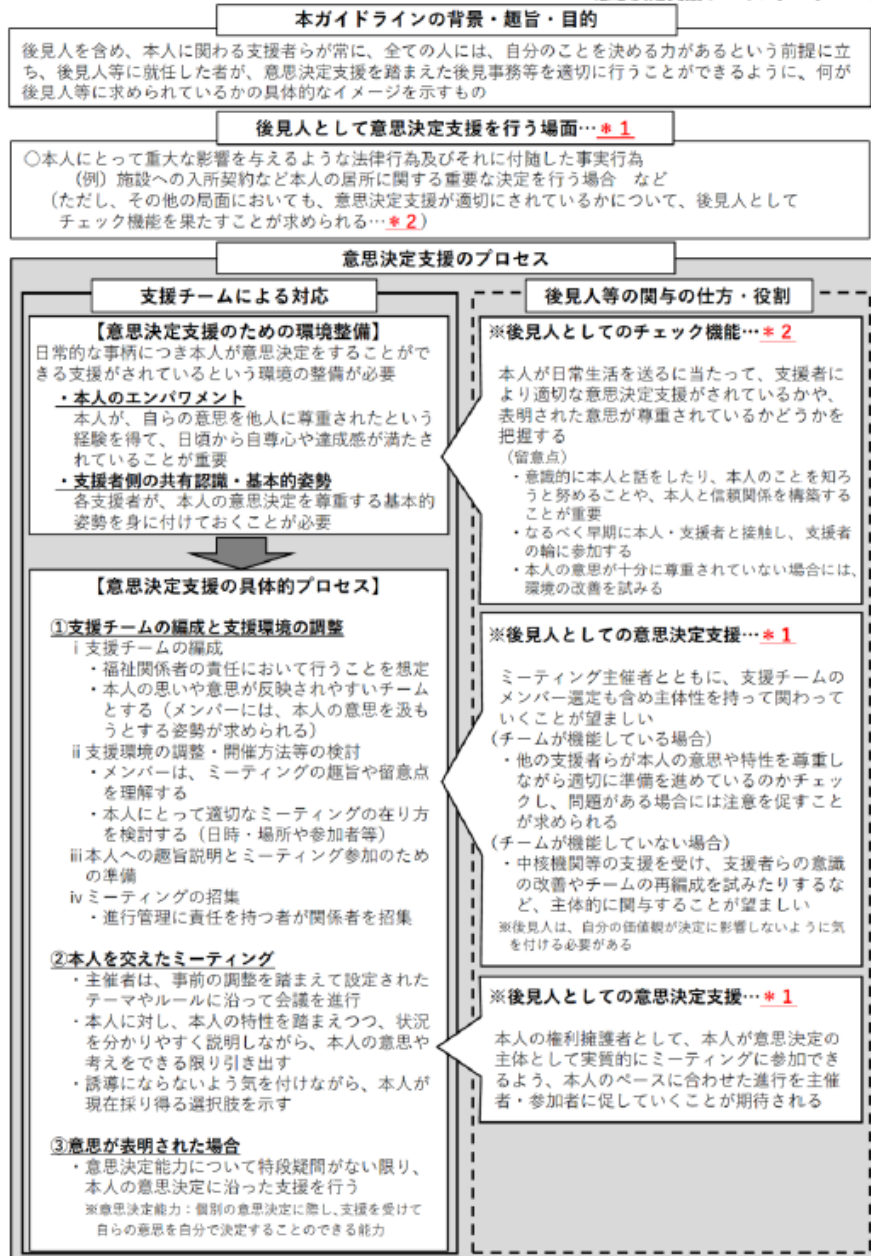 本ガイドラインの背景・趣旨・目的
後見人を含め、本人に関わる支援者らが常に、全ての人には、自分のことを決める力があるという前提に立
ち、後見人等に就任した者が、意思決定支援を踏まえた後見事務等を適切に行うことができるように、何が
後見人等に求められているかの具体的なイメージを示すもの
後見人として意思決定支援を行う場面…＊1
○本人にとって重大な影響を与えるような法律行為及びそれに付随した事実行為
（例）施設への入所契約など本人の居所に関する重要な決定を行う場合　など
（ただし、その他の局面においても、意思決定支援が適切にされているかについて、後見人として
チェック機能を果たすことが求められる…＊2）
意思決定支援のプロセス
支援チームによる対応
【意思決定支援のための環境整備】
日常的な事柄につき本人が意思決定をすることがで
きる支援がされているという環境の整備が必要
・本人のエンパワメント
本人が、自らの意思を他人に尊重されたという
経験を得て、日頃から自尊心や達成感が満たさ
れていることが重要
・支援者側の共有認識・基本的姿勢
各支援者が、本人の意思決定を尊重する基本的
姿勢を身に付けておくことが必要
【意思決定支援の具体的プロセス】
①支援チームの編成と支援環境の調整
ⅰ支援チームの編成
・福祉関係者の責任において行うことを想定
・本人の思いや意思が反映されやすいチーム
とする（メンバーには、本人の意思を汲も
うとする姿勢が求められる）
ⅱ支援環境の調整・開催方法等の検討
・メンバーは、ミーティングの趣旨や留意点
を理解する
・本人にとって適切なミーティングの在り方
を検討する（日時・場所や参加者等）
ⅲ本人への趣旨説明とミーティング参加のため
の準備
ⅳミーティングの招集
・進行管理に責任を持つ者が関係者を招集
②本人を交えたミーティング
・主催者は、事前の調整を踏まえて設定された
テーマやルールに沿って会議を進行
・本人に対し、本人の特性を踏まえつつ、状況
を分かりやすく説明しながら、本人の意思や
考えをできる限り引き出す
・誘導にならないよう気を付けながら、本人が
現在採り得る選択肢を示す
③意思が表明された場合
・意思決定能力について特段疑問がない限り、
本人の意思決定に沿った支援を行う
※意思決定能力：個別の意思決定に際し、支援を受けて
自らの意思を自分で決定することのできる能力
後見人等の関与の仕方・役割
※後見人としてのチェック機能…＊2
本人が日常生活を送るに当たって、支援者に
より適切な意思決定支援がされているかや、
表明された意思が尊重されているかどうかを
把握する
（留意点）
・意識的に本人と話をしたり、本人のことを知ろ
うと努めることや、本人と信頼関係を構築する
ことが重要
・なるべく早期に本人・支援者と接触し、支援者
の輪に参加する
・本人の意思が十分に尊重されていない場合には、
環境の改善を試みる
※後見人としての意思決定支援…＊1
ミーティング主催者とともに、支援チームの
メンバー選定も含め主体性を持って関わって
いくことが望ましい
(チームが機能している場合)
・他の支援者らが本人の意思や特性を尊重し
ながら適切に準備を進めているのかチェッ
クし、問題がある場合には注意を促すこと
が求められる
(チームが機能していない場合)
・中核機関等の支援を受け、支援者らの意識
の改善やチームの再編成を試みたりするな
ど、主体的に関与することが望ましい
※後見人は、自分の価値観が決定に影響しないように気
を付ける必要がある
※後見人としての意思決定支援…＊1
本人の権利擁護者として、本人が意思決定の
主体として実質的にミーティングに参加でき
るよう、本人のペースに合わせた進行を主催
者・参加者に促していくことが期待される